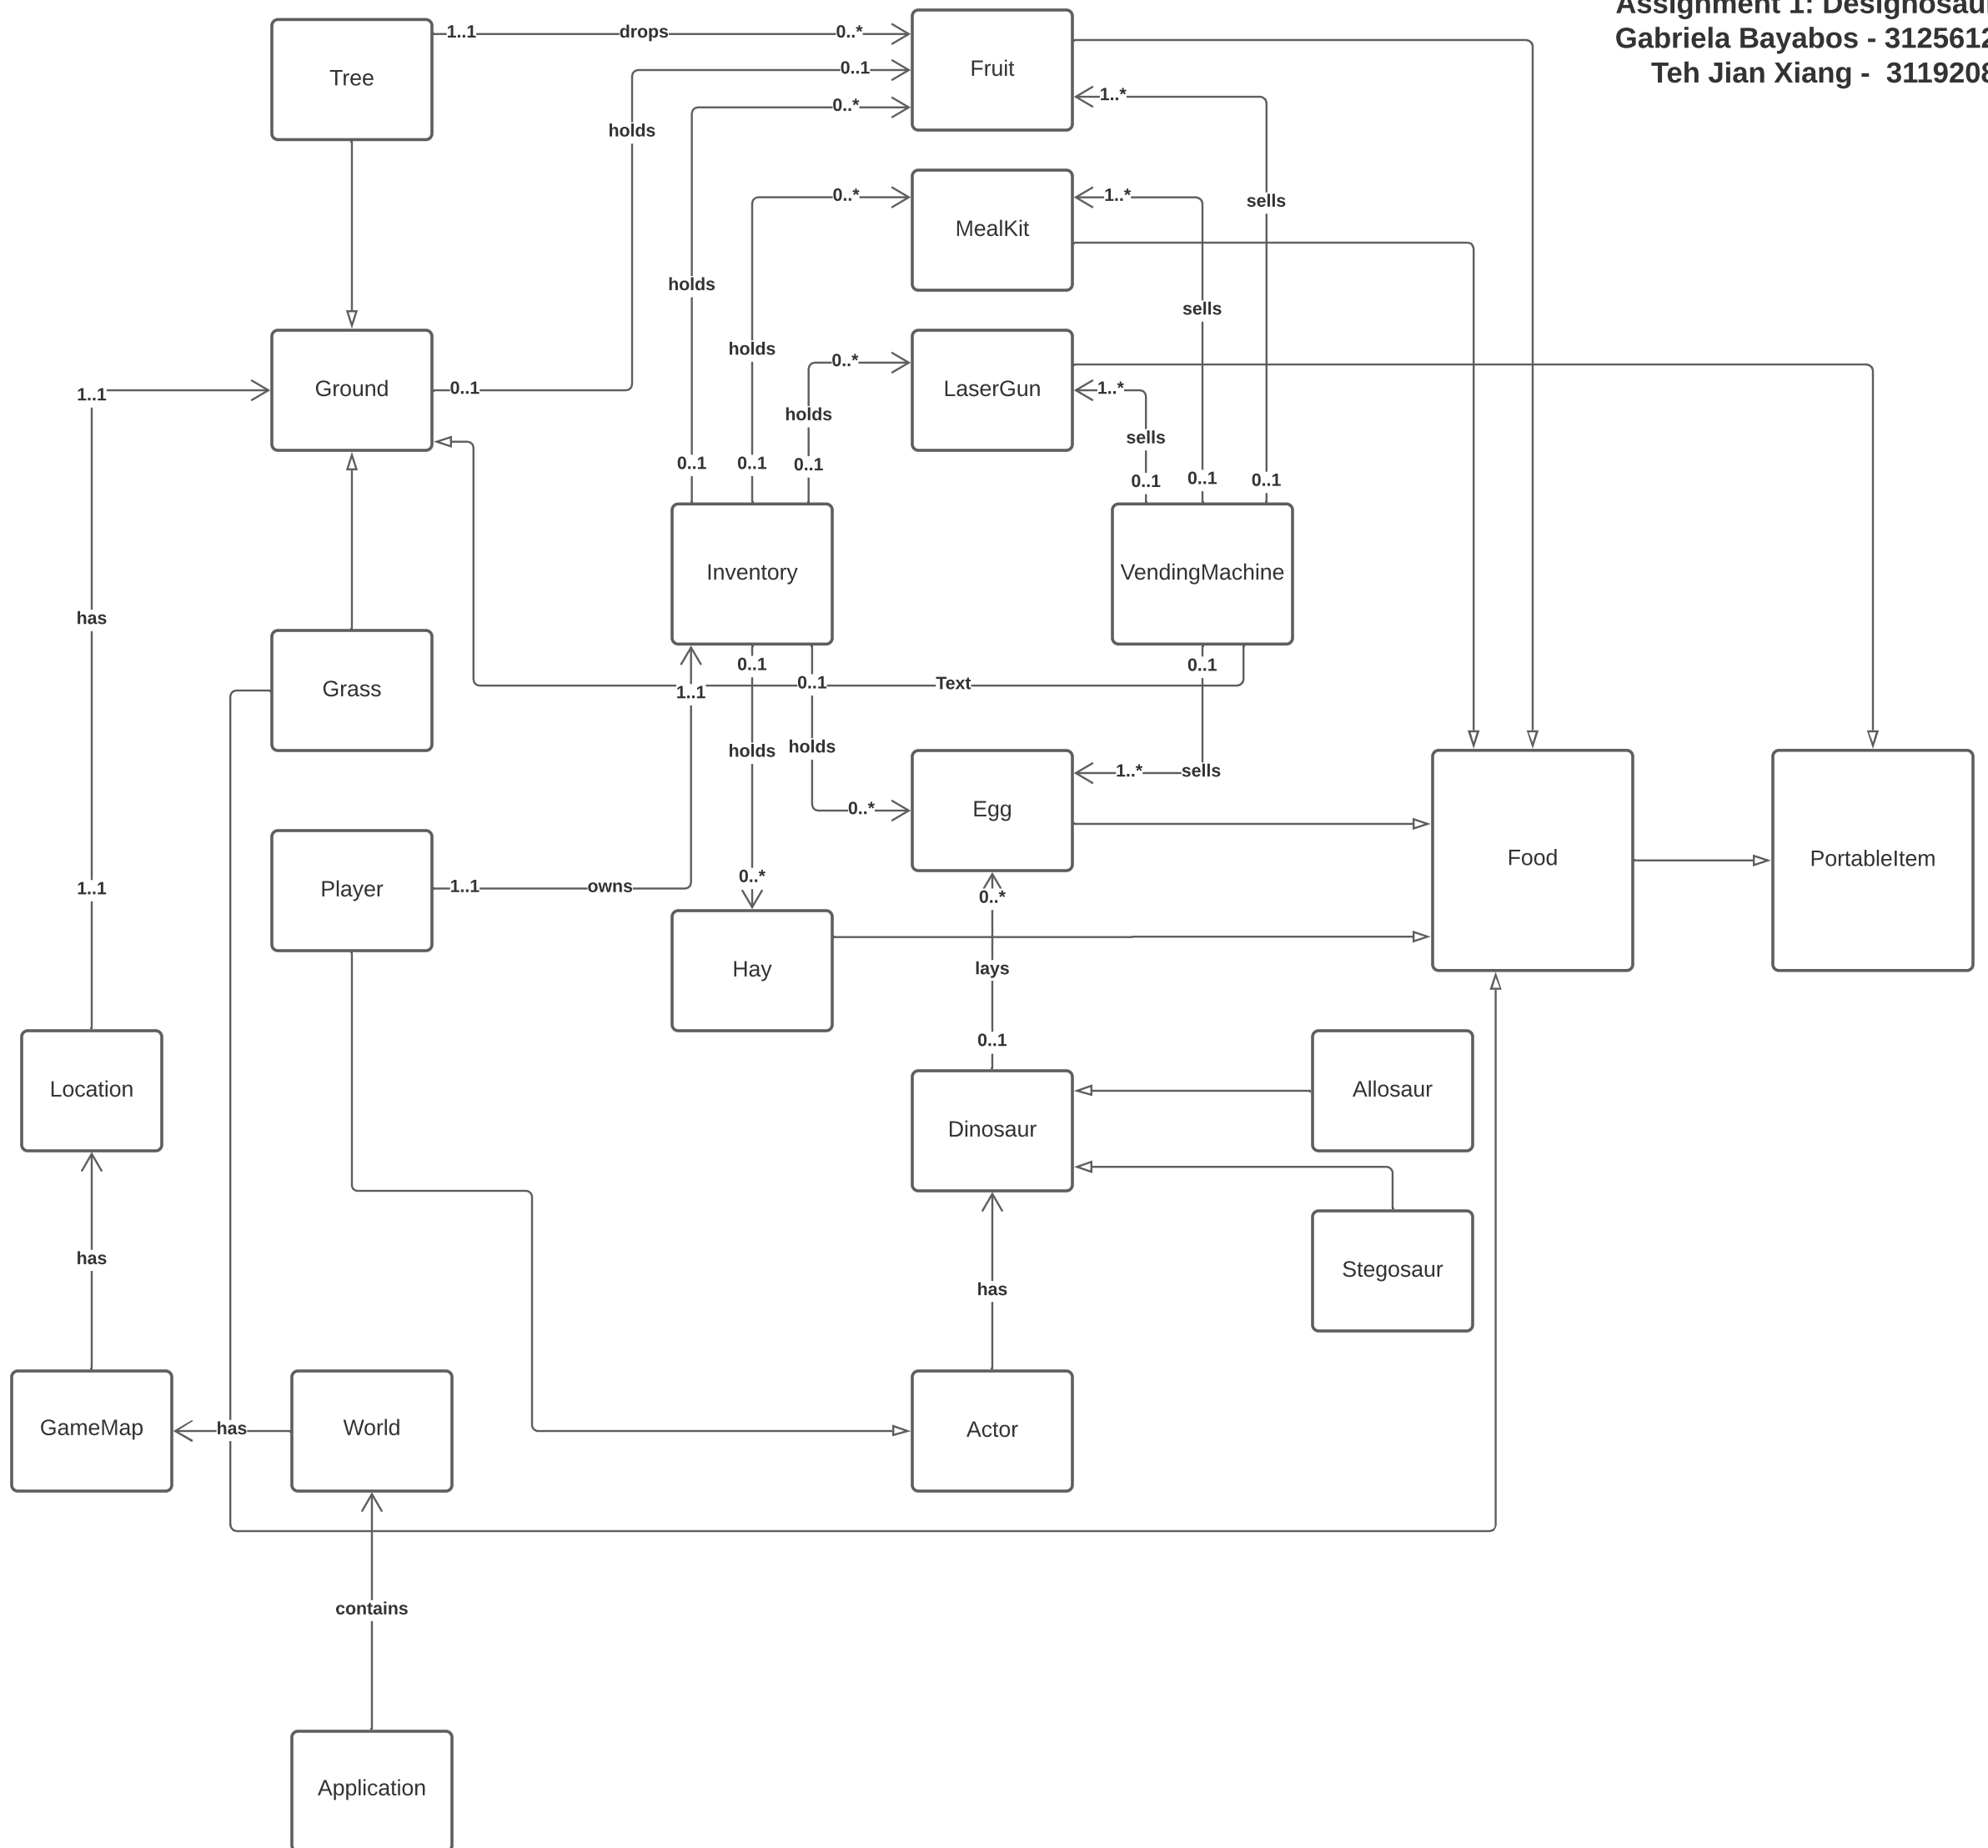 Assignment 1: Designosaur
Gabriela Bayabos - 3125612
Teh Jian Xiang - 3119208
Tree
1..1
drops
0..*
Fruit
0..1
holds
0..*
holds
1..*
sells
MealKit
0..*
holds
1..*
sells
Ground
0..1
1..1
LaserGun
0..*
holds
1..*
sells
0..1
0..1
0..1
0..1
0..1
0..1
Inventory
VendingMachine
has
Grass
0..1
1..1
0..1
Text
0..1
holds
holds
0..*
Egg
1..*
sells
Food
PortableItem
Player
1..1
owns
1..1
0..*
0..*
Hay
lays
0..1
Location
Dinosaur
Allosaur
Stegosaur
has
has
GameMap
has
World
Actor
contains
Application